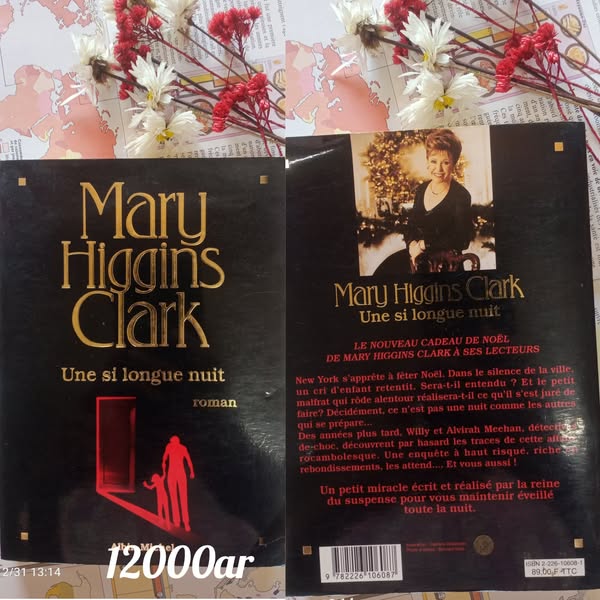 Mary
Higgins
Clark
Une si longue nuit
roman
Albin Michel
12000ar
2/31 13:14
Mary Higgins Clark
Une si longue nuit
LE NOUVEAU CADEAU DE NOËL
DE MARY HIGGINS CLARK À SES LECTEURS
New York s'apprête à fêter Noël. Dans le silence de la ville,
un cri d'enfant retentit. Sera-t-il entendu ? Et le petit
malfrat qui rôde alentour réalisera-t-il ce qu'il s'est juré de
faire? Décidément, ce n'est pas une nuit comme les autres
qui se prépare...
Des années plus tard, Willy et Alvirah Meehan, détectives
de-choc, découvrent par hasard les traces de cette affaire
rocambolesque. Une enquête à haut risque, riche en
rebondissements, les attend.... Et vous aussi !
Un petit miracle écrit et réalisé par la reine
du suspense pour vous maintenir éveillé
toute la nuit.
9 782226 106087
ISBN 2-226-10608-1
89.00 F TTC